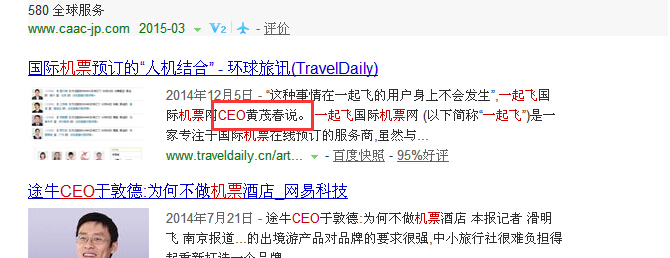 580 全球服务
www.caac-jp.com 2015-03 V2 - 评价
国际机票预订的“人机结合” - 环球旅讯(TravelDaily)
2014年12月5日 - “这种事情在一起飞的用户身上不会发生”,一起飞国
际机票网CEO黄茂春说。 一起飞国际机票网 (以下简称“一起飞”)是一
家专注于国际机票在线预订的服务商,虽然与...
www.traveldaily.cn/art... - 百度快照 - 95%好评
途牛CEO于敦德:为何不做机票酒店_网易科技
2014年7月21日 - 途牛CEO于敦德:为何不做机票酒店 本报记者 滑明
飞 南京报道...的出境游产品对品牌的要求很强,中小旅行社很难负担得
起重新打造一个品牌